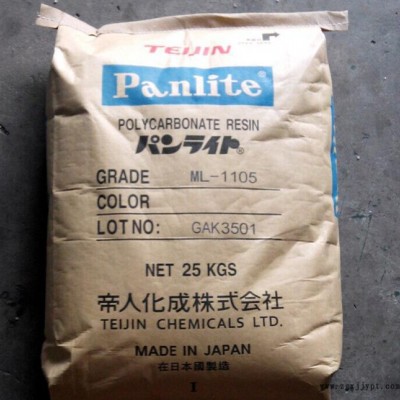 TEIJIN
Panlite®
POLYCARBONATE RESIN
パンライト®
GRADE ML-1105
COLOR
LOT NO: GAK3501
NET 25 KGS
帝人化成株式会社
TEIJIN CHEMICALS LTD.
MADE IN JAPAN
在日本國製造
I